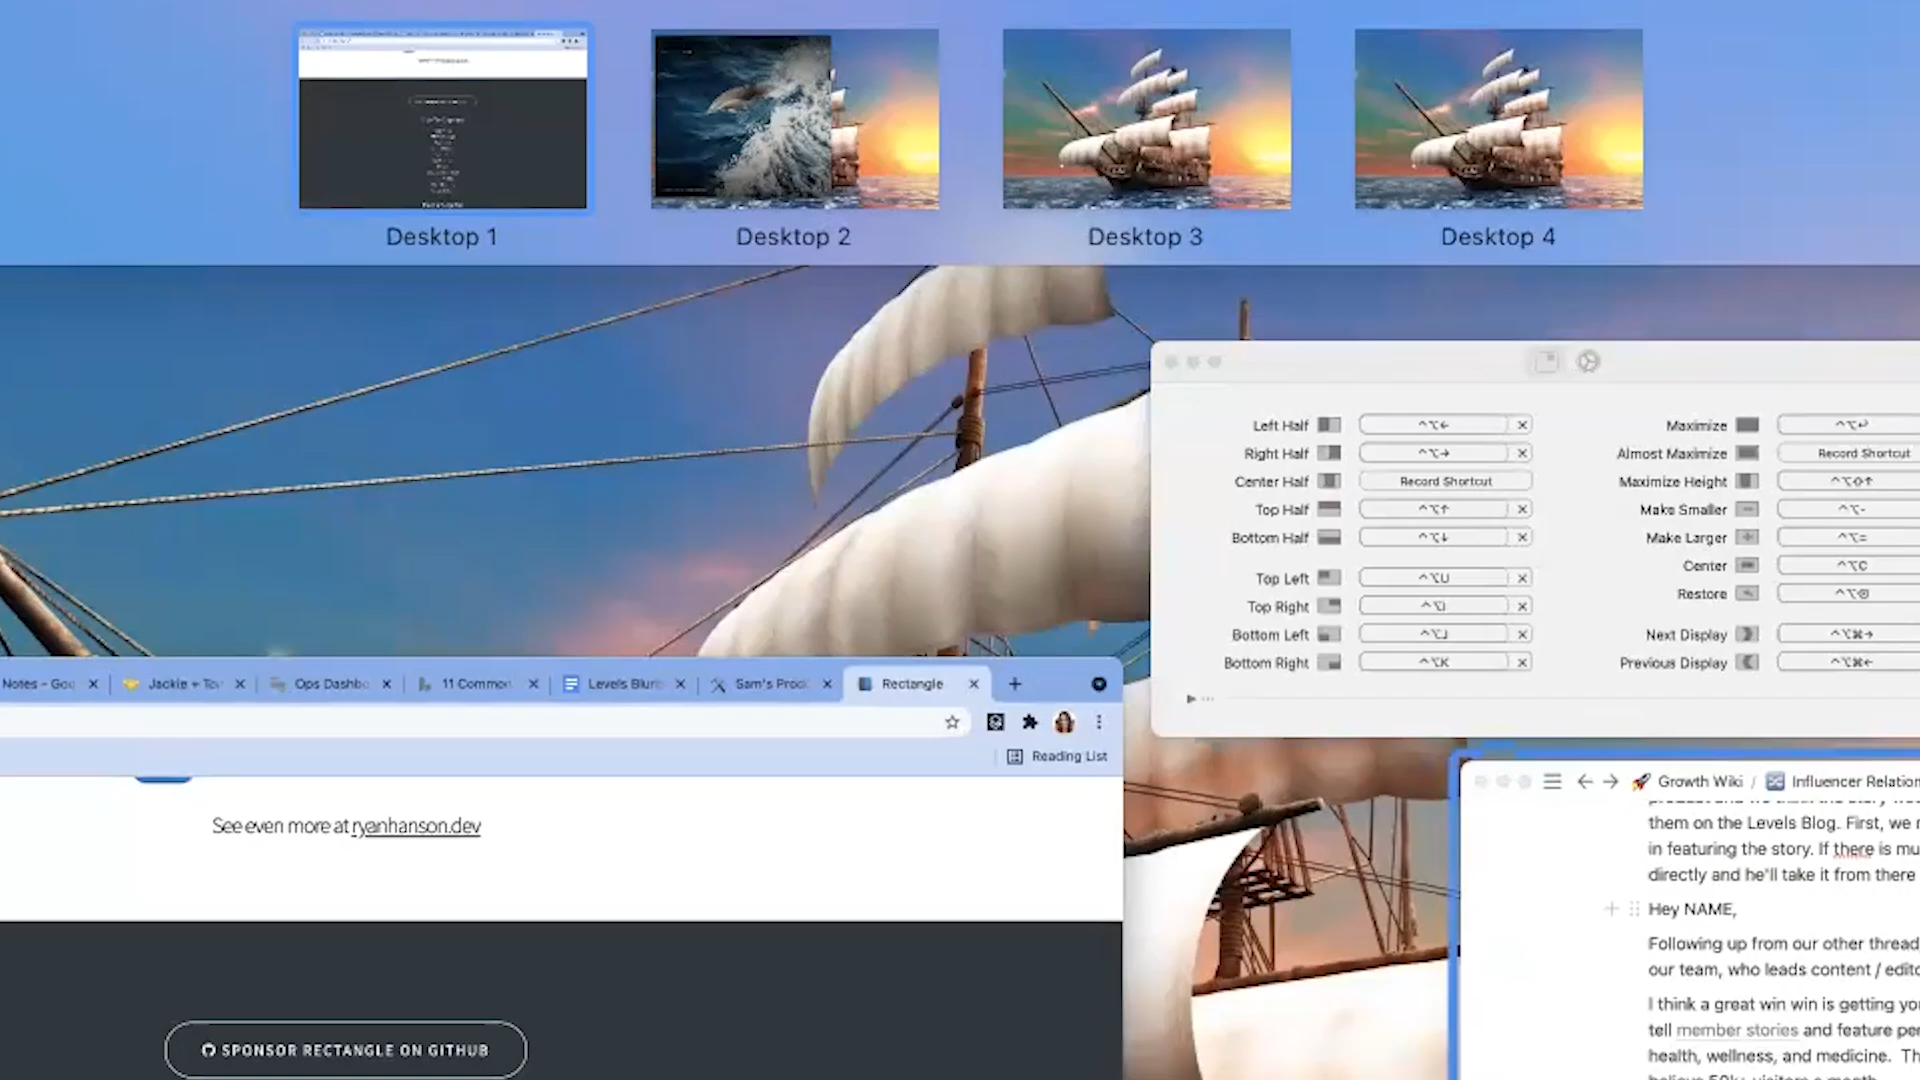 Desktop 1
Desktop 2
Desktop 3
Desktop 4
Left Half ^⌥← ×
Right Half ^⌥→ ×
Center Half Record Shortcut
Top Half ^⌥↑ ×
Bottom Half ^⌥↓ ×
Top Left ^⌥U ×
Top Right ^⌥I ×
Bottom Left ^⌥J ×
Bottom Right ^⌥K ×
Maximize ^⌥↩
Almost Maximize Record Shortcut
Maximize Height ^⌥⇧↑
Make Smaller ^⌥-
Make Larger ^⌥=
Center ^⌥C
Restore ^⌥⌫
Next Display ^⌥⌘→
Previous Display ^⌥⌘←
Notes - Goo
Jackie + Tev
Ops Dashbo
11 Common
Levels Blurb
Sam's Prod
Rectangle
Reading List
See even more at ryanhanson.dev
SPONSOR RECTANGLE ON GITHUB
Growth Wiki / Influencer Relation
them on the Levels Blog. First, we
in featuring the story. If there is mu
directly and he'll take it from there
Hey NAME,
Following up from our other thread,
our team, who leads content / edito
I think a great win win is getting you
tell member stories and feature per
health, wellness, and medicine. Th